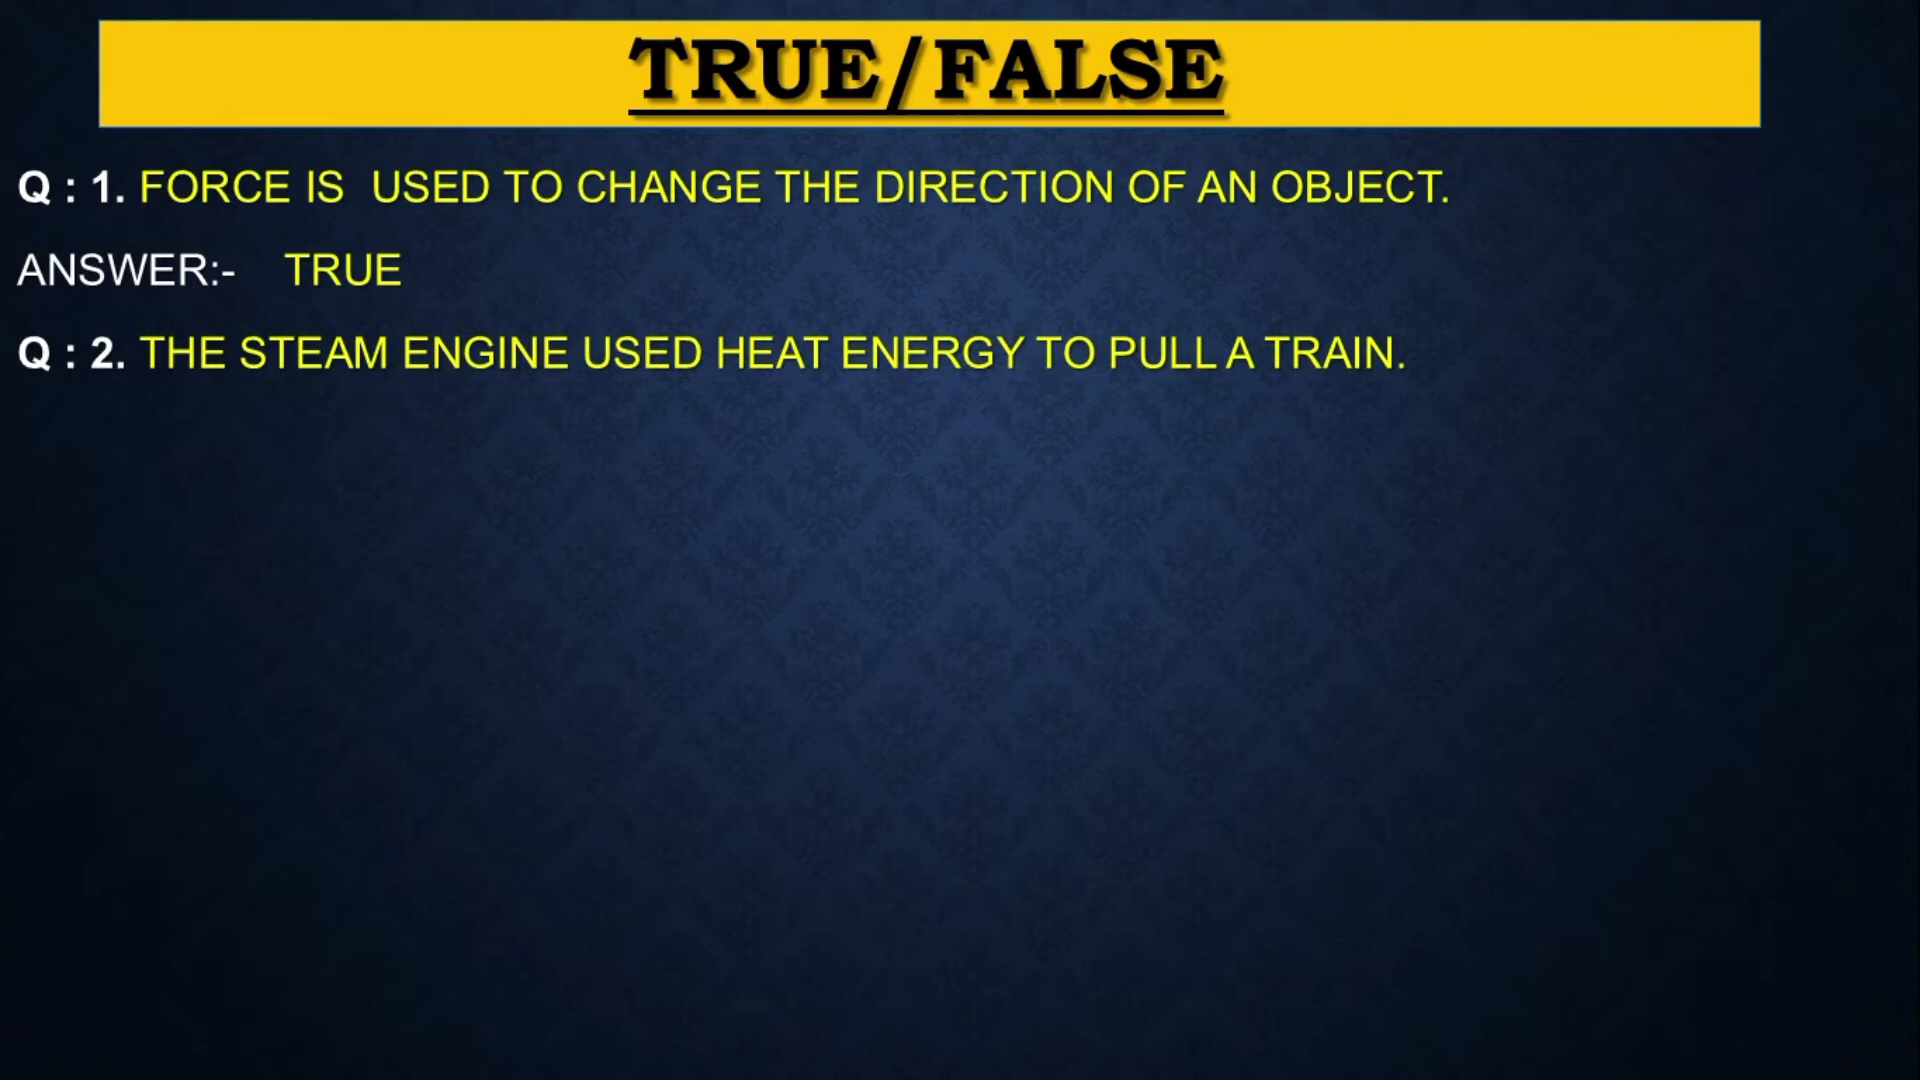 TRUE/FALSE
Q : 1. FORCE IS  USED TO CHANGE THE DIRECTION OF AN OBJECT.
ANSWER:-    TRUE
Q : 2. THE STEAM ENGINE USED HEAT ENERGY TO PULL A TRAIN.